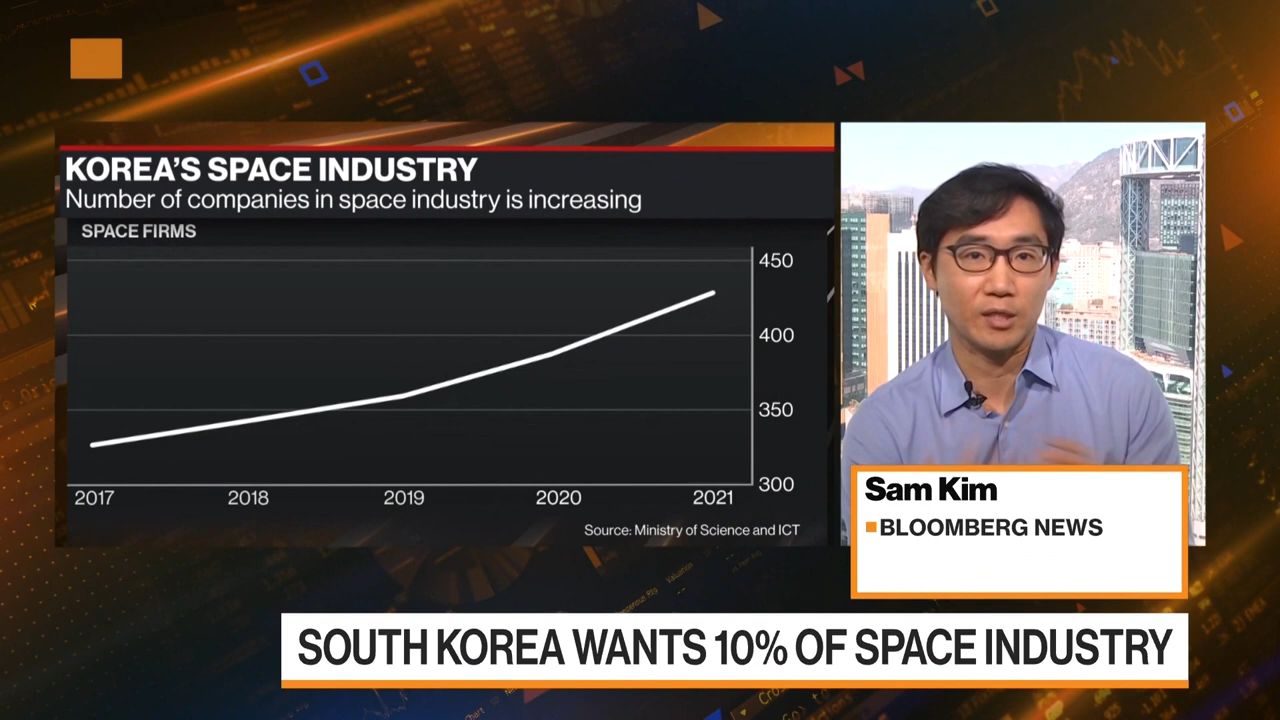 KOREA'S SPACE INDUSTRY
Number of companies in space industry is increasing
SPACE FIRMS
450
400
350
300
2017 2018 2019 2020 2021
Source: Ministry of Science and ICT
Sam Kim
BLOOMBERG NEWS
SOUTH KOREA WANTS 10% OF SPACE INDUSTRY